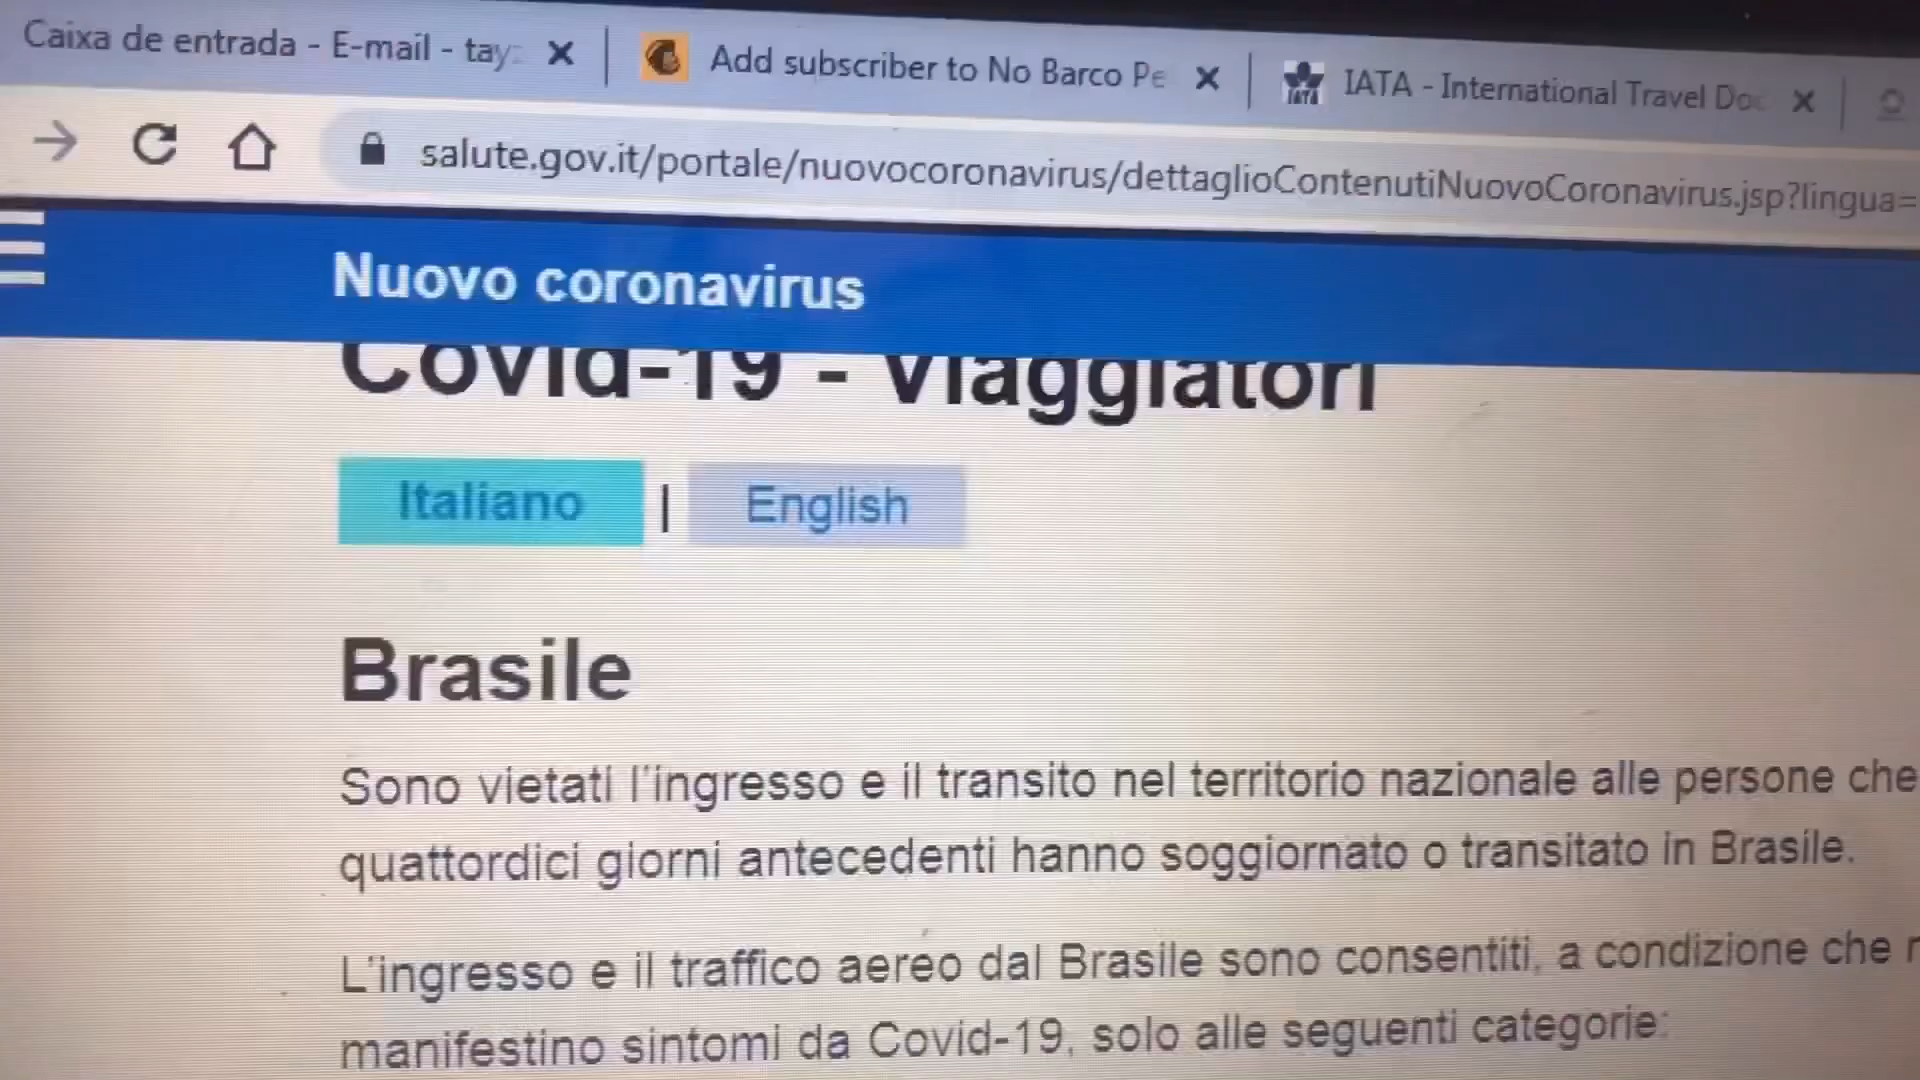 Caixa de entrada - E-mail - tay
Add subscriber to No Barco Pe
IATA
IATA - International Travel Doc
salute.gov.it/portale/nuovocoronavirus/dettaglioContenutiNuovoCoronavirus.jsp?lingua=
Nuovo coronavirus
Covid-19 - Viaggiatori
Italiano | English
Brasile
Sono vietati l'ingresso e il transito nel territorio nazionale alle persone che
quattordici giorni antecedenti hanno soggiornato o transitato in Brasile.
L'ingresso e il traffico aereo dal Brasile sono consentiti, a condizione che
manifestino sintomi da Covid-19, solo alle seguenti categorie: